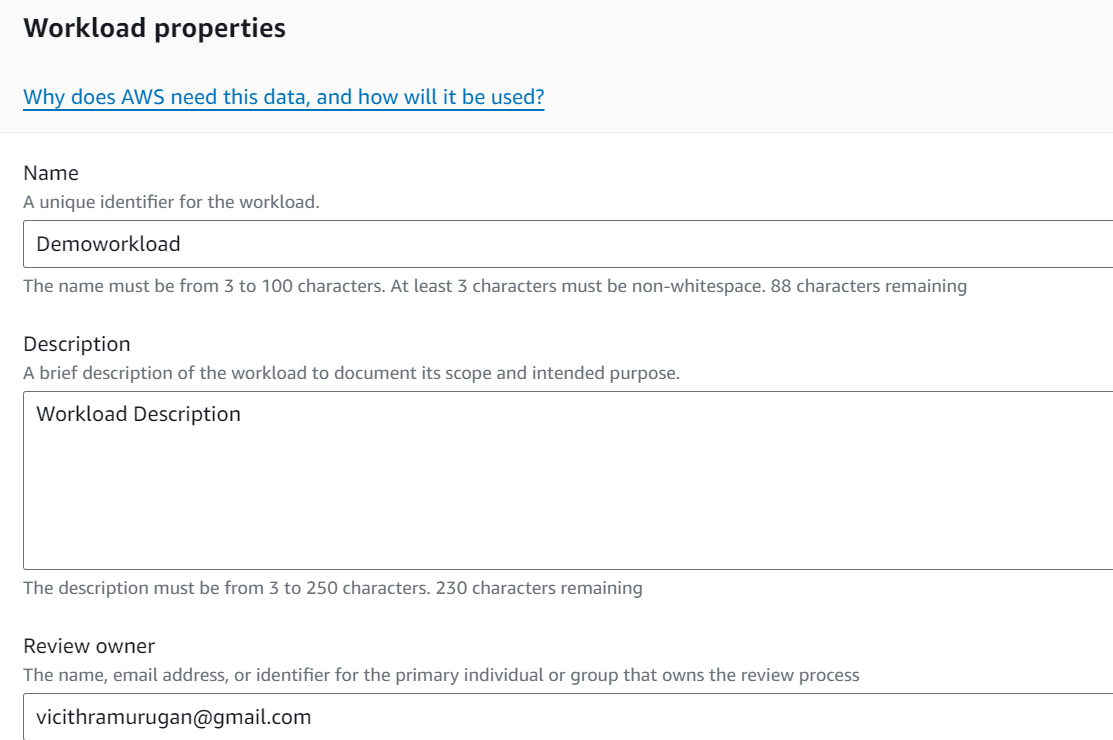 Workload properties
Why does AWS need this data, and how will it be used?
Name
A unique identifier for the workload.
Demoworkload
The name must be from 3 to 100 characters. At least 3 characters must be non-whitespace. 88 characters remaining
Description
A brief description of the workload to document its scope and intended purpose.
Workload Description
The description must be from 3 to 250 characters. 230 characters remaining
Review owner
The name, email address, or identifier for the primary individual or group that owns the review process
vicithramurugan@gmail.com